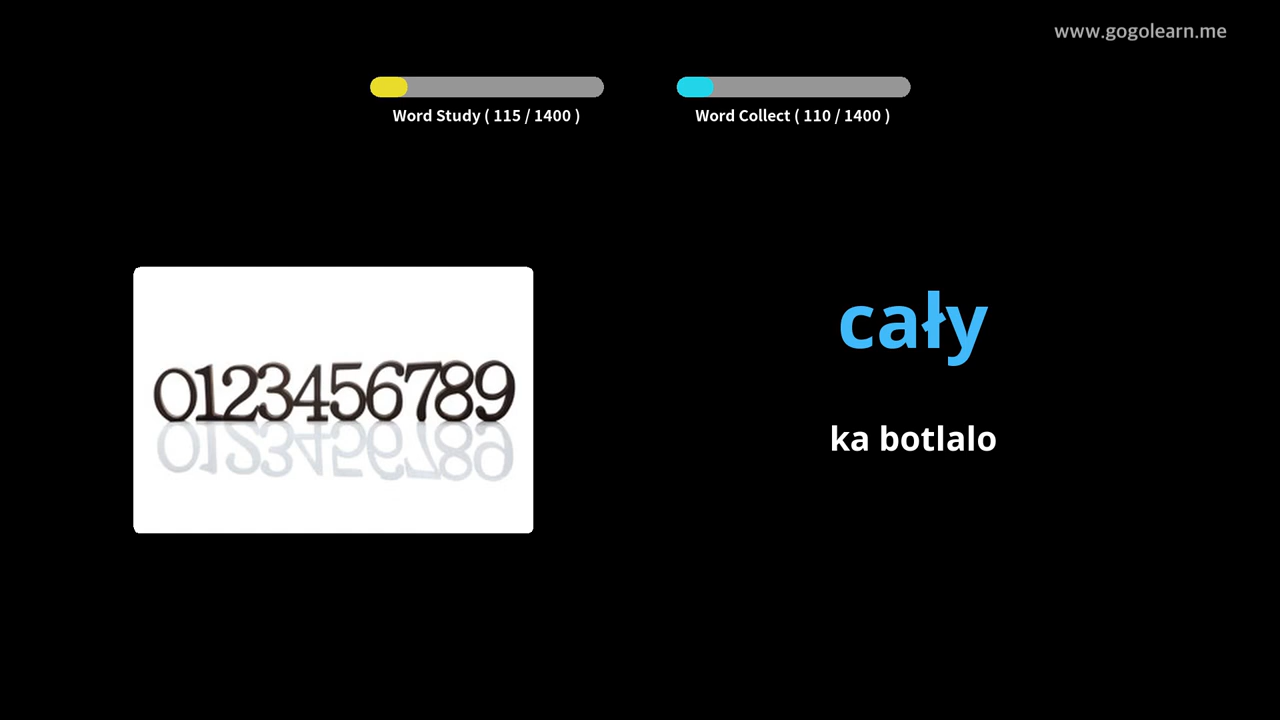 www.gogolearn.me
Word Study ( 115 / 1400 )
Word Collect ( 110 / 1400 )
0123456789
cały
ka botlalo